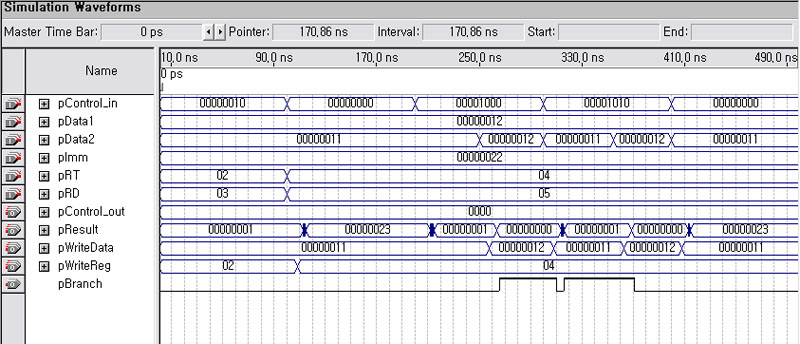 Simulation Waveforms
Master Time Bar: 0 ps Pointer: 170,86 ns Interval: 170,86 ns Start: End:
Name 10,0 ns 90,0 ns 170,0 ns 250,0 ns 330,0 ns 410,0 ns 490,0 ns
0 ps
pControl_in 00000010 00000000 00001000 00001010 00000000
pData1 00000012
pData2 00000011 00000012 00000011 00000012 00000011
pImm 00000022
pRT 02 04
pRD 03 05
pControl_out 0000
pResult 00000001 00000023 00000001 00000000 00000001 00000000 00000023
pWriteData 00000011 00000012 00000011 00000012 00000011
pWriteReg 02 04
pBranch